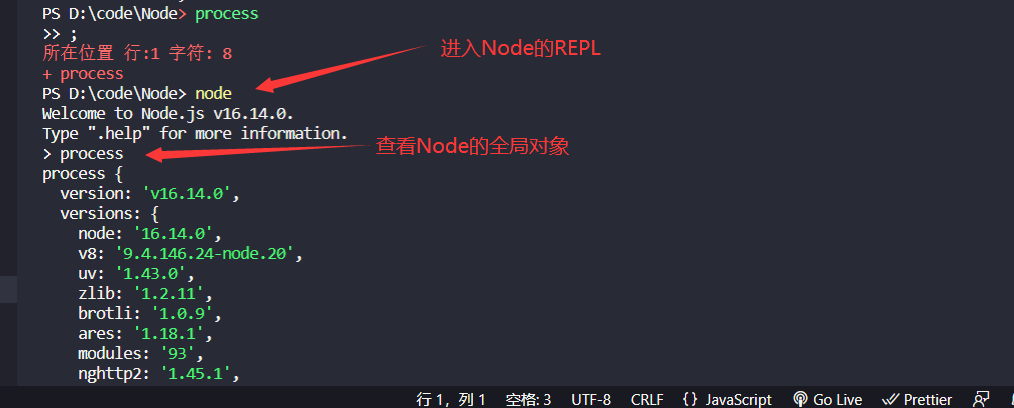 PS D:\code\Node> process
>> ;
所在位置 行:1 字符: 8
+ process
进入Node的REPL
PS D:\code\Node> node
Welcome to Node.js v16.14.0.
Type ".help" for more information.
> process
查看Node的全局对象
process {
  version: 'v16.14.0',
  versions: {
    node: '16.14.0',
    v8: '9.4.146.24-node.20',
    uv: '1.43.0',
    zlib: '1.2.11',
    brotli: '1.0.9',
    ares: '1.18.1',
    modules: '93',
    nghttp2: '1.45.1',
行 1，列 1 空格: 3 UTF-8 CRLF {} JavaScript Go Live Prettier